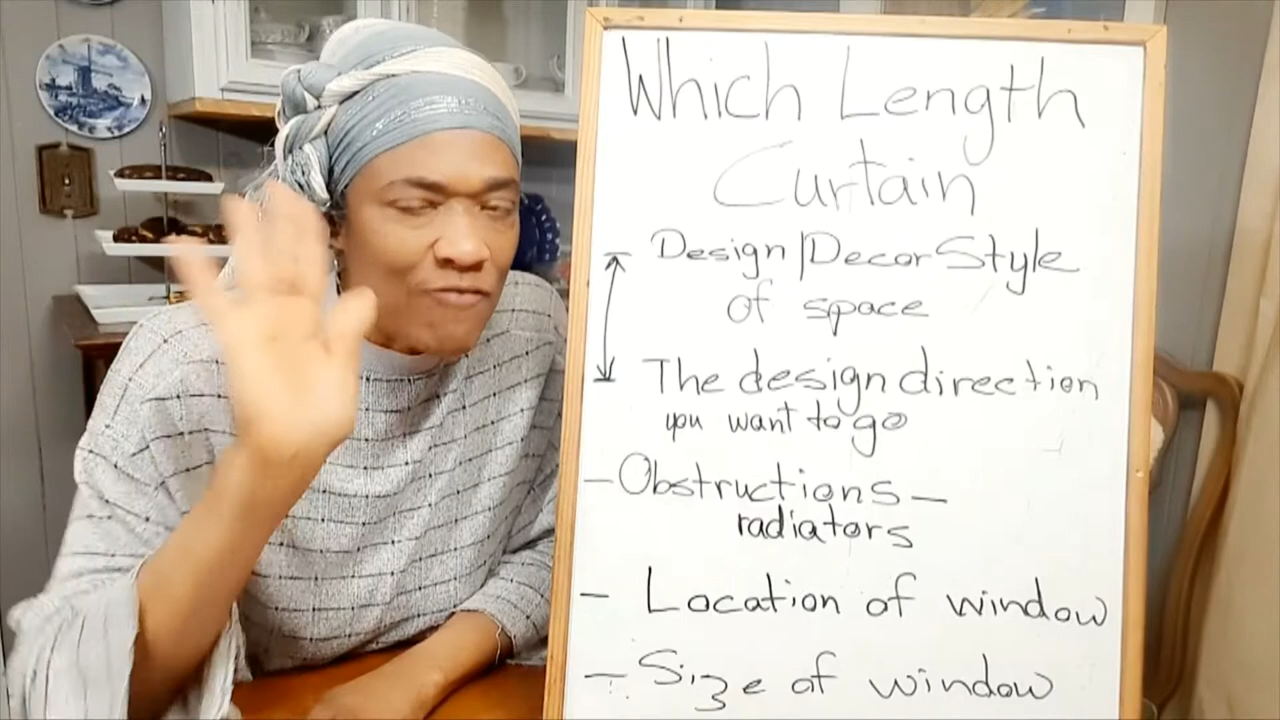 Which Length
Curtain
- Design/Decor Style
of space
The design direction
you want to go
- Obstructions -
radiators
- Location of window
- Size of window